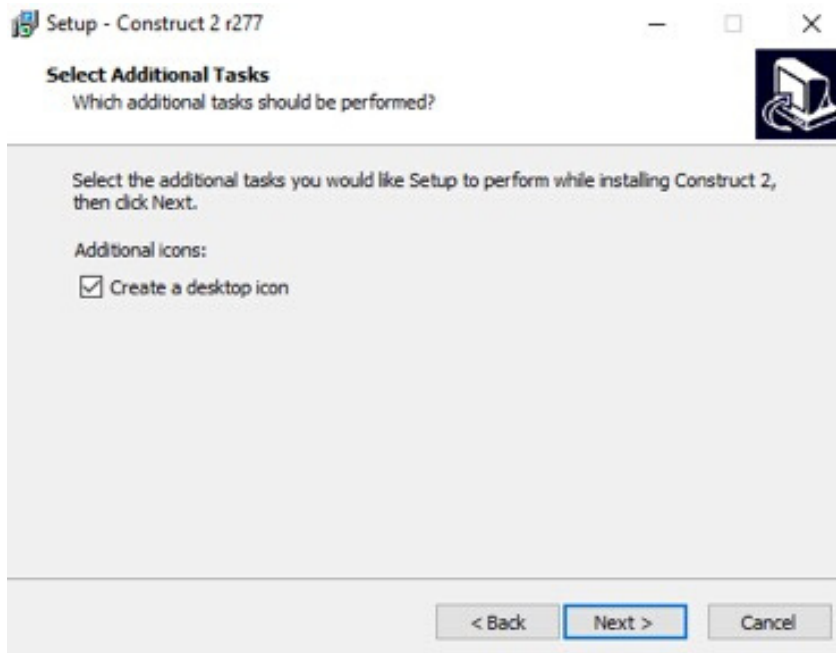 Setup - Construct 2 r277
Select Additional Tasks
Which additional tasks should be performed?
Select the additional tasks you would like Setup to perform while installing Construct 2,
then click Next.
Additional icons:
Create a desktop icon
< Back Next > Cancel